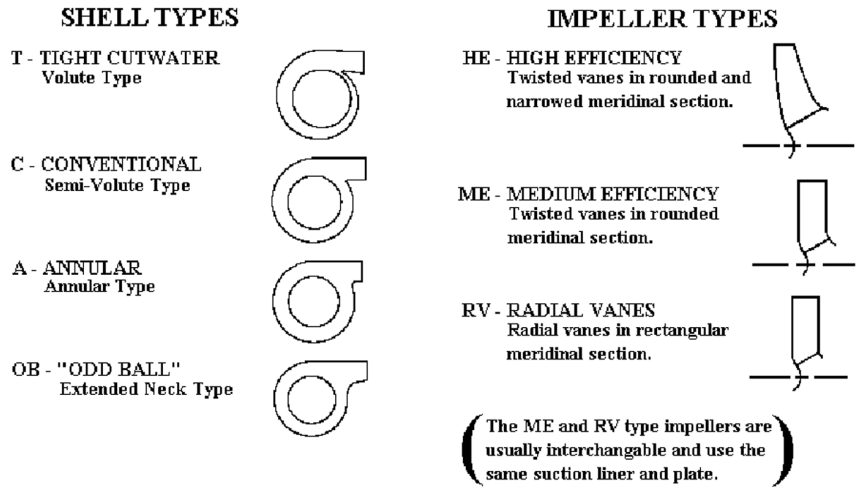 SHELL TYPES
T - TIGHT CUTWATER
Volute Type
C - CONVENTIONAL
Semi-Volute Type
A - ANNULAR
Annular Type
OB - "ODD BALL"
Extended Neck Type
IMPELLER TYPES
HE - HIGH EFFICIENCY
Twisted vanes in rounded and
narrowed meridinal section.
ME - MEDIUM EFFICIENCY
Twisted vanes in rounded
meridinal section.
RV - RADIAL VANES
Radial vanes in rectangular
meridinal section.
The ME and RV type impellers are
usually interchangable and use the
same suction liner and plate.